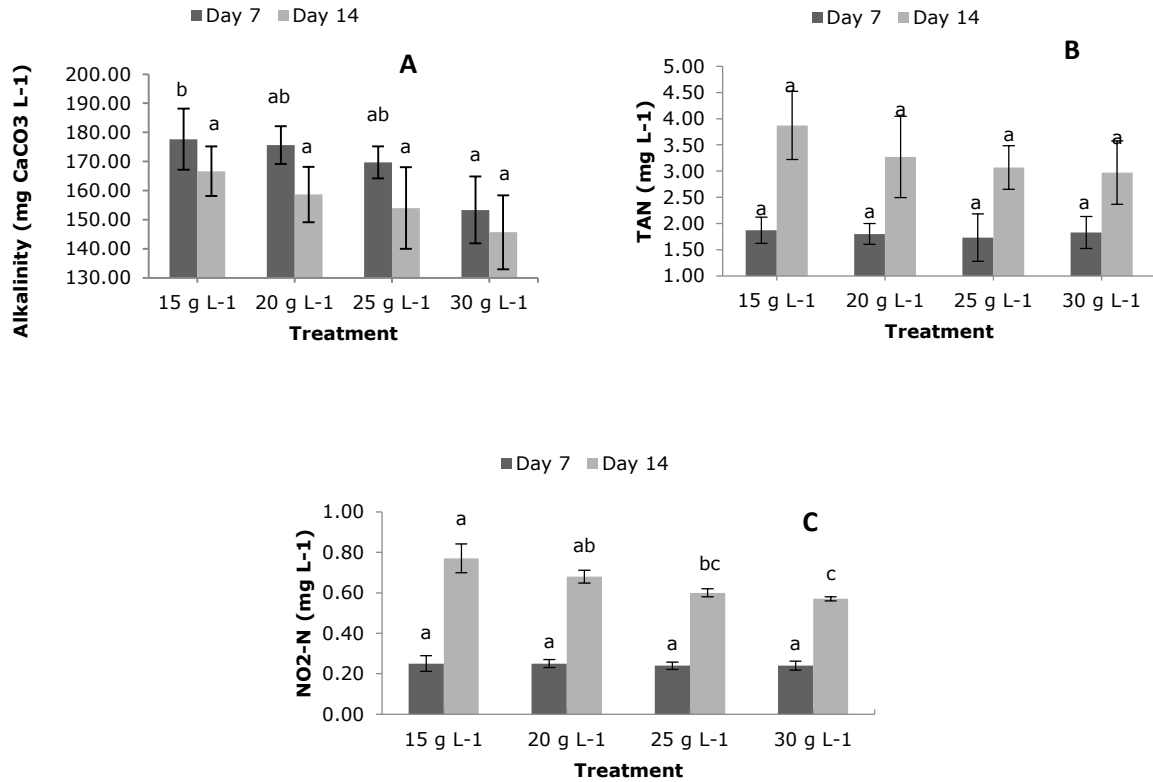 Day 7 Day 14
A
Alkalinity (mg CaCO3 L-1)
200.00
190.00
180.00
170.00
160.00
150.00
140.00
130.00
b a ab a ab a a a
15 g L-1 20 g L-1 25 g L-1 30 g L-1
Treatment
Day 7 Day 14
B
TAN (mg L-1)
5.00
4.50
4.00
3.50
3.00
2.50
2.00
1.50
1.00
a a a a a a a a
15 g L-1 20 g L-1 25 g L-1 30 g L-1
Treatment
Day 7 Day 14
C
NO2-N (mg L-1)
1.00
0.80
0.60
0.40
0.20
0.00
a a a ab a bc a c
15 g L-1 20 g L-1 25 g L-1 30 g L-1
Treatment